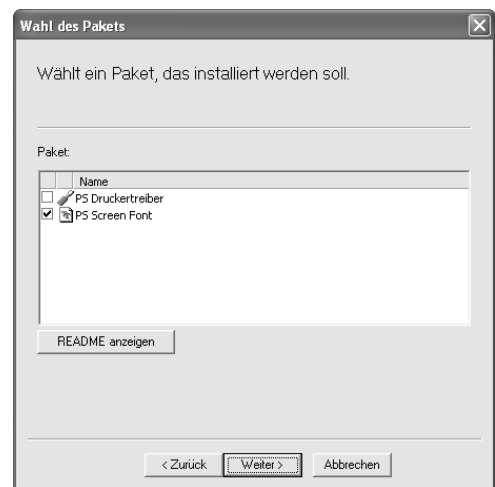 Wahl des Pakets
Wählt ein Paket, das installiert werden soll.
Paket:
Name
PS Druckertreiber
PS Screen Font
README anzeigen
< Zurück Weiter > Abbrechen